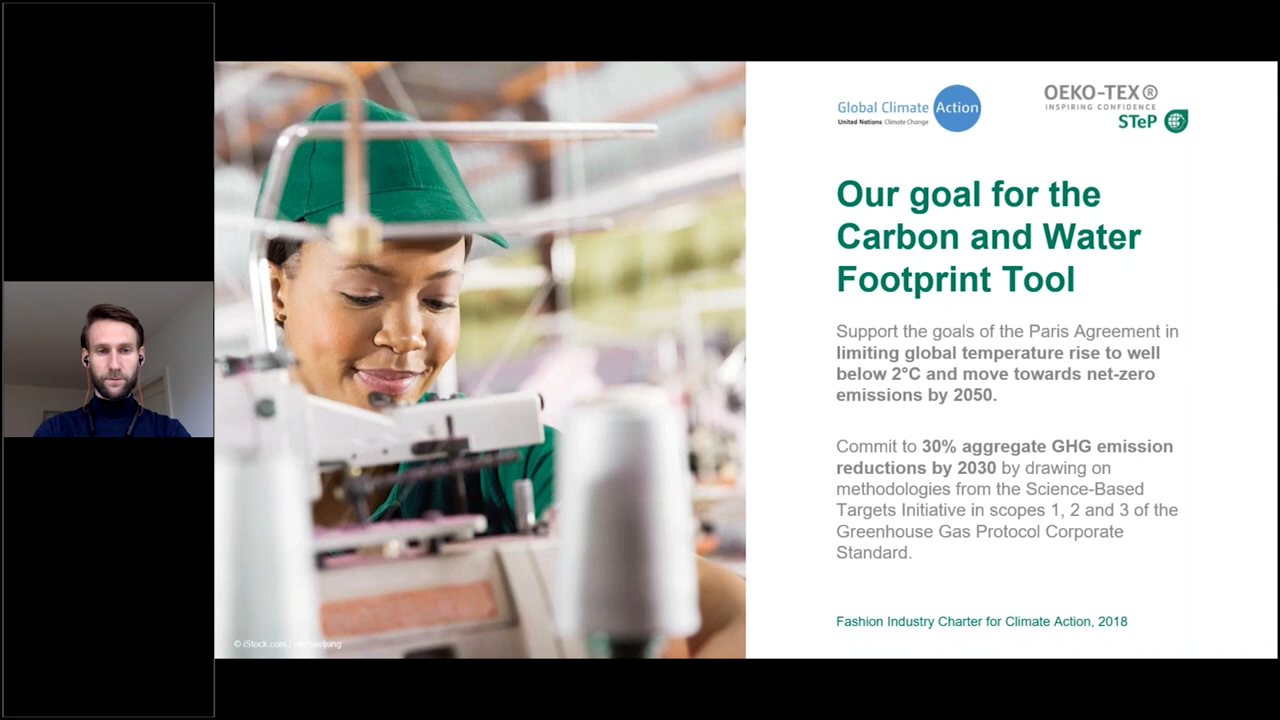 Global Climate Action
United Nations Climate Change
OEKO-TEX®
INSPIRING CONFIDENCE
STeP
Our goal for the
Carbon and Water
Footprint Tool
Support the goals of the Paris Agreement in
limiting global temperature rise to well
below 2°C and move towards net-zero
emissions by 2050.
Commit to 30% aggregate GHG emission
reductions by 2030 by drawing on
methodologies from the Science-Based
Targets Initiative in scopes 1, 2 and 3 of the
Greenhouse Gas Protocol Corporate
Standard.
Fashion Industry Charter for Climate Action, 2018
© iStock.com /